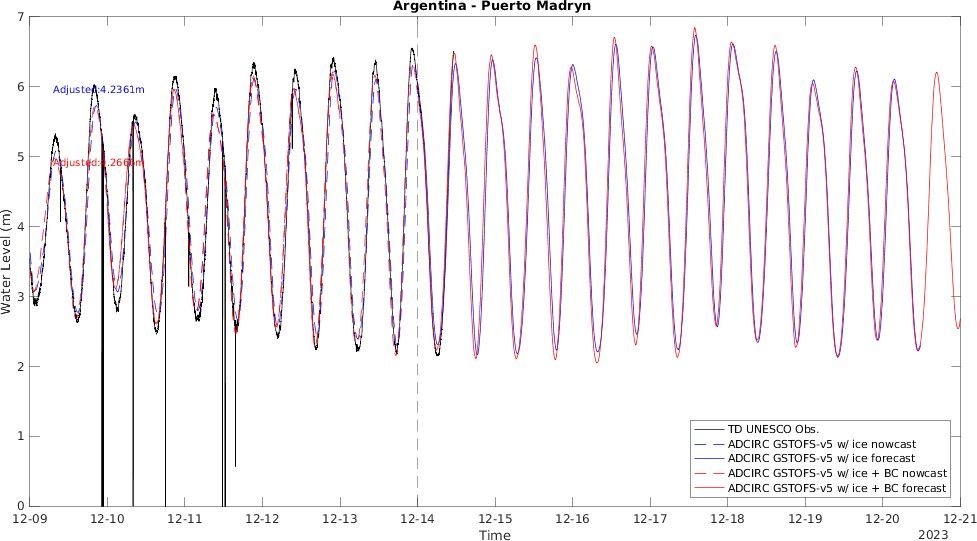 Argentina - Puerto Madryn
7
6
5
4
3
2
1
0
Water Level (m)
Adjusted:4.2361m
12-09
12-10
12-11
12-12
12-13
12-14
12-15
12-16
12-17
12-18
12-19
12-20
12-21
Time
2023
TD UNESCO Obs.
ADCIRC GSTOFS-v5 w/ ice nowcast
ADCIRC GSTOFS-v5 w/ ice forecast
ADCIRC GSTOFS-v5 w/ ice + BC nowcast
ADCIRC GSTOFS-v5 w/ ice + BC forecast